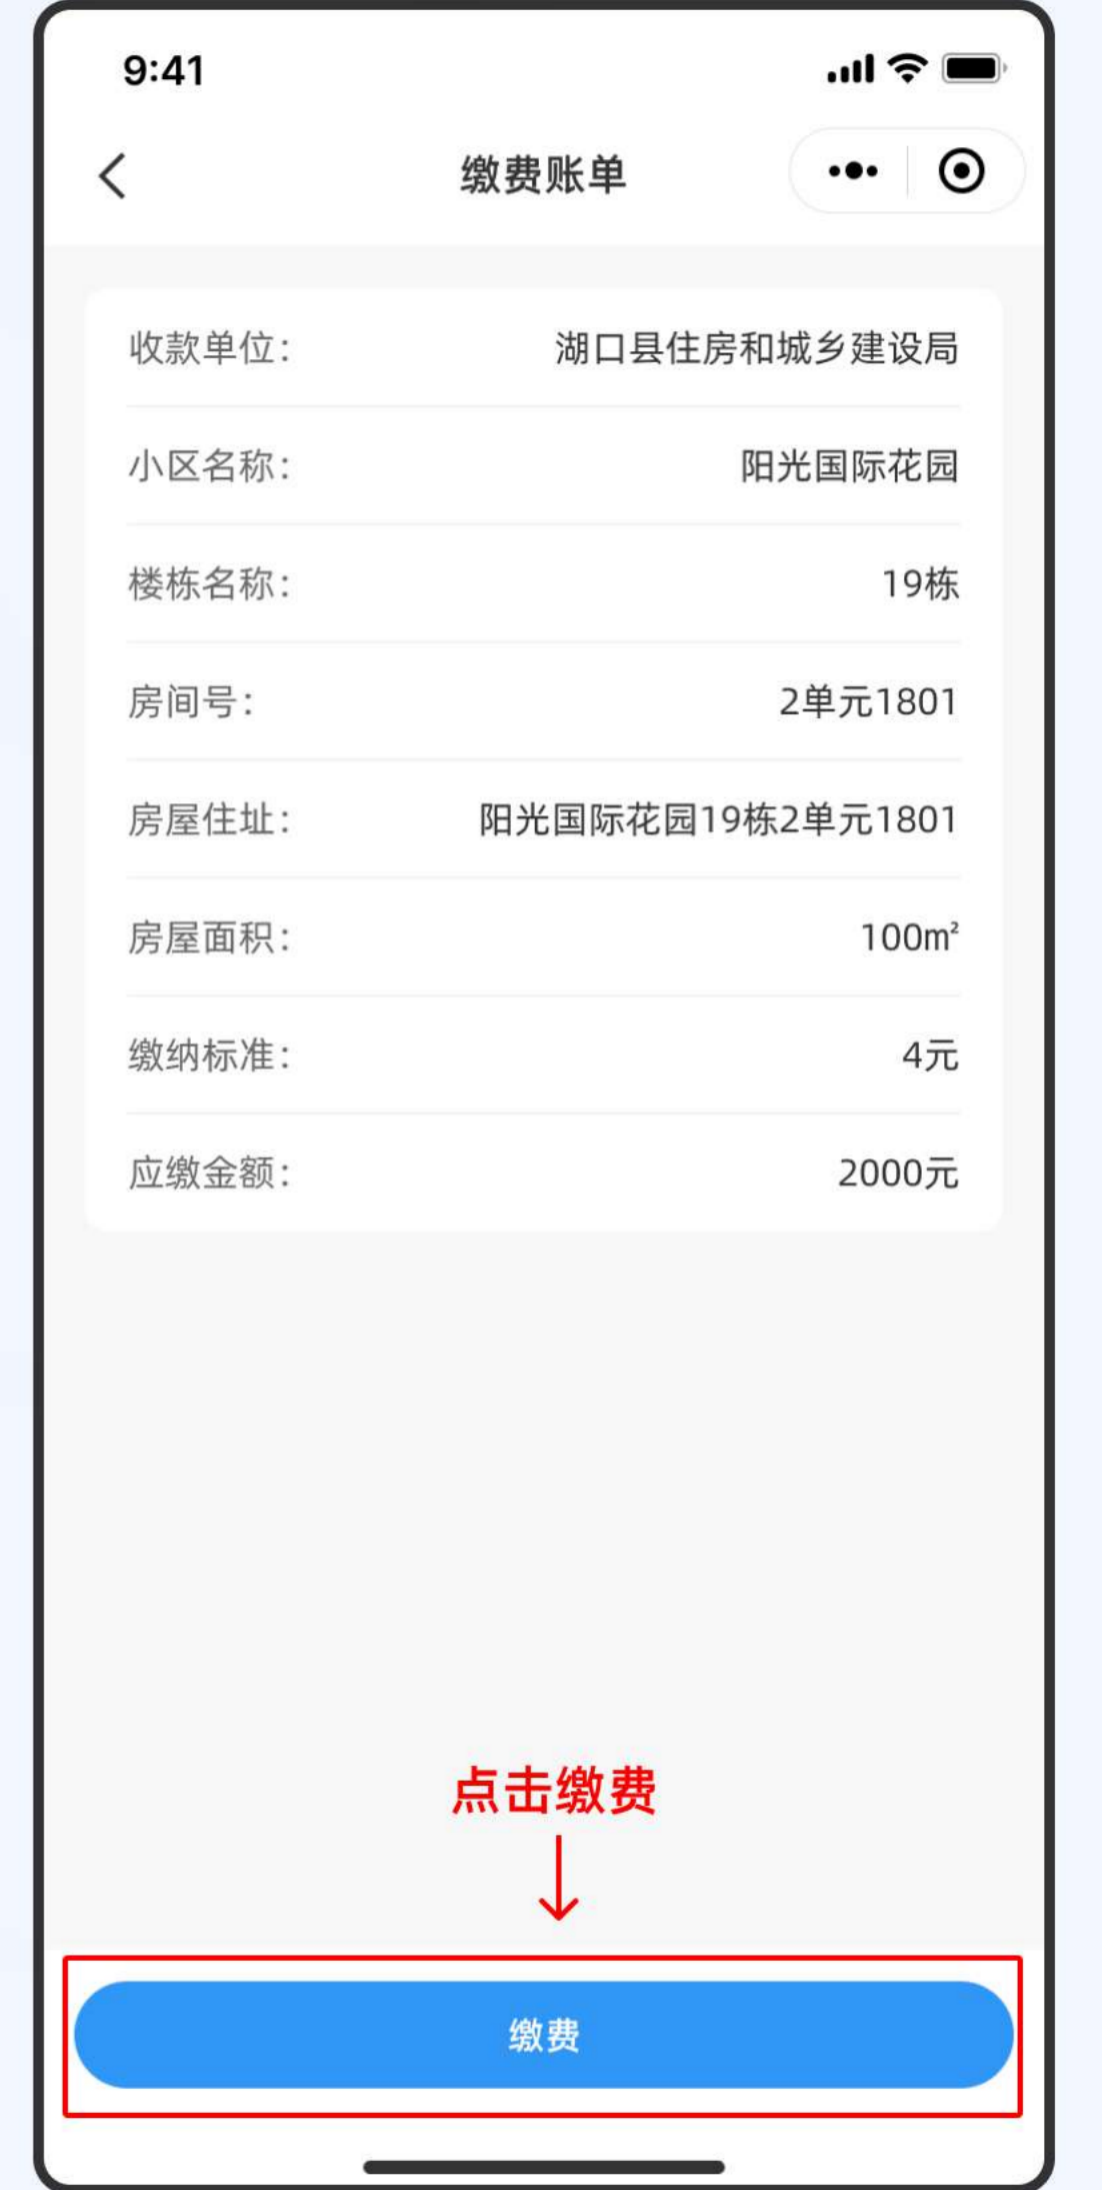 9:41
缴费账单
收款单位： 湖口县住房和城乡建设局
小区名称： 阳光国际花园
楼栋名称： 19栋
房间号： 2单元1801
房屋住址： 阳光国际花园19栋2单元1801
房屋面积： 100m²
缴纳标准： 4元
应缴金额： 2000元
点击缴费
缴费